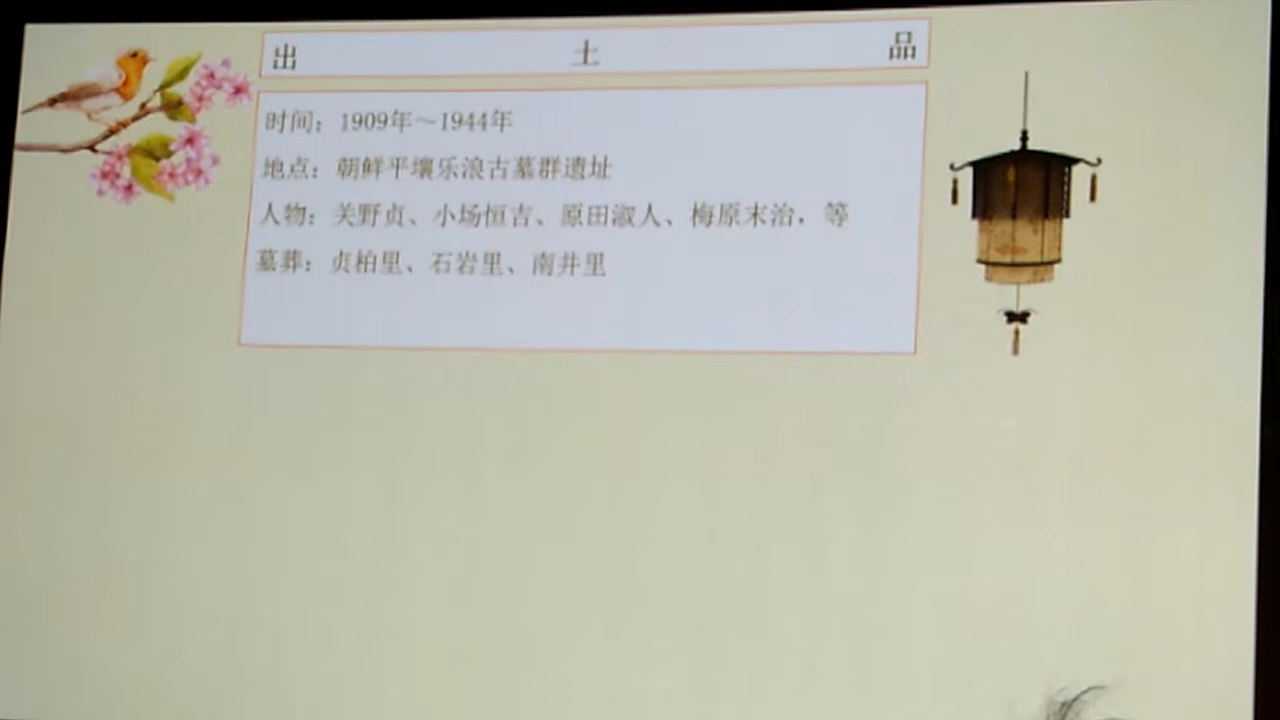 出 土 品
时间：1909年～1944年
地点：朝鲜平壤乐浪古墓群遗址
人物：关野贞、小场恒吉、原田淑人、梅原末治，等
墓葬：贞柏里、石岩里、南井里